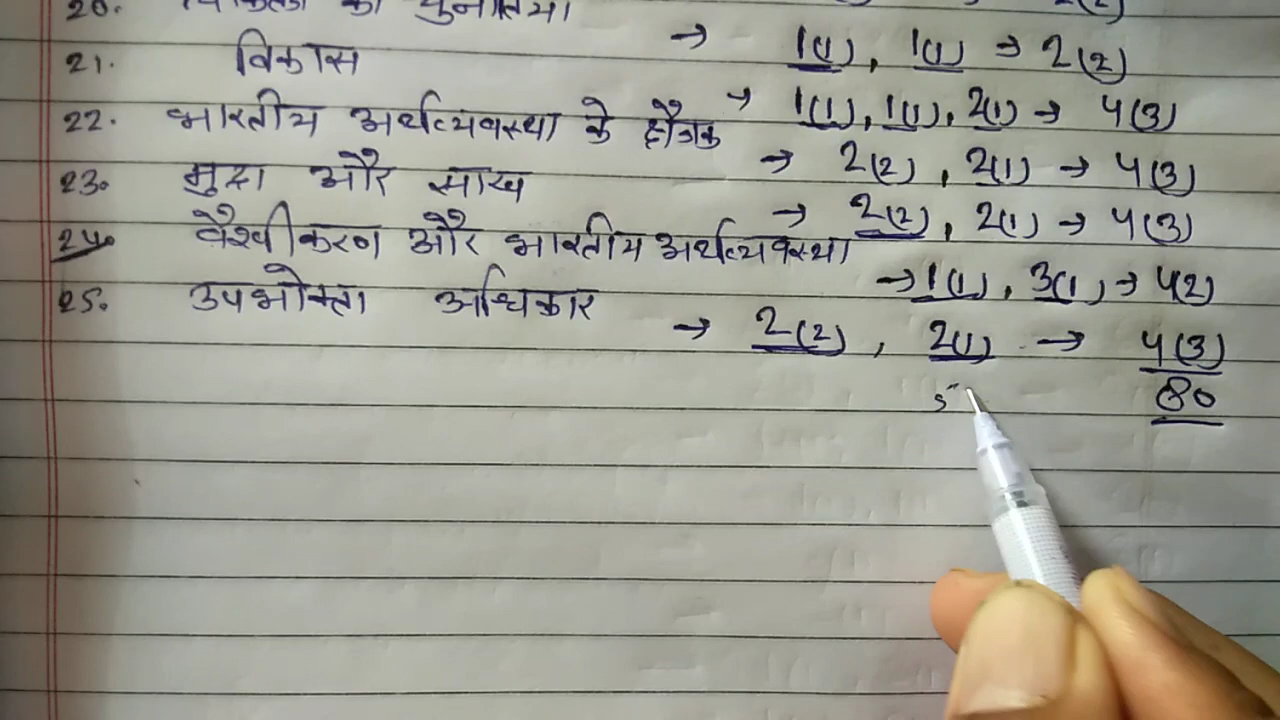 20. की चुनौतियाँ 2(2)
21. विकास → 1(1), 1(1) → 2(2)
22. भारतीय अर्थव्यवस्था के क्षेत्रक → 1(1), 1(1), 2(1) → 4(3)
23. मुद्रा और साख → 2(2), 2(1) → 4(3)
24. वैश्वीकरण और भारतीय अर्थव्यवस्था → 2(2), 2(1) → 4(3)
→ 1(1), 3(1) → 4(2)
25. उपभोक्ता अधिकार → 2(2), 2(1) → 4(3)
80